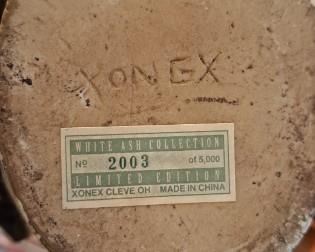 XONEX
WHITE ASH COLLECTION
No 2003 of 5,000
LIMITED EDITION
XONEX CLEVE OH MADE IN CHINA